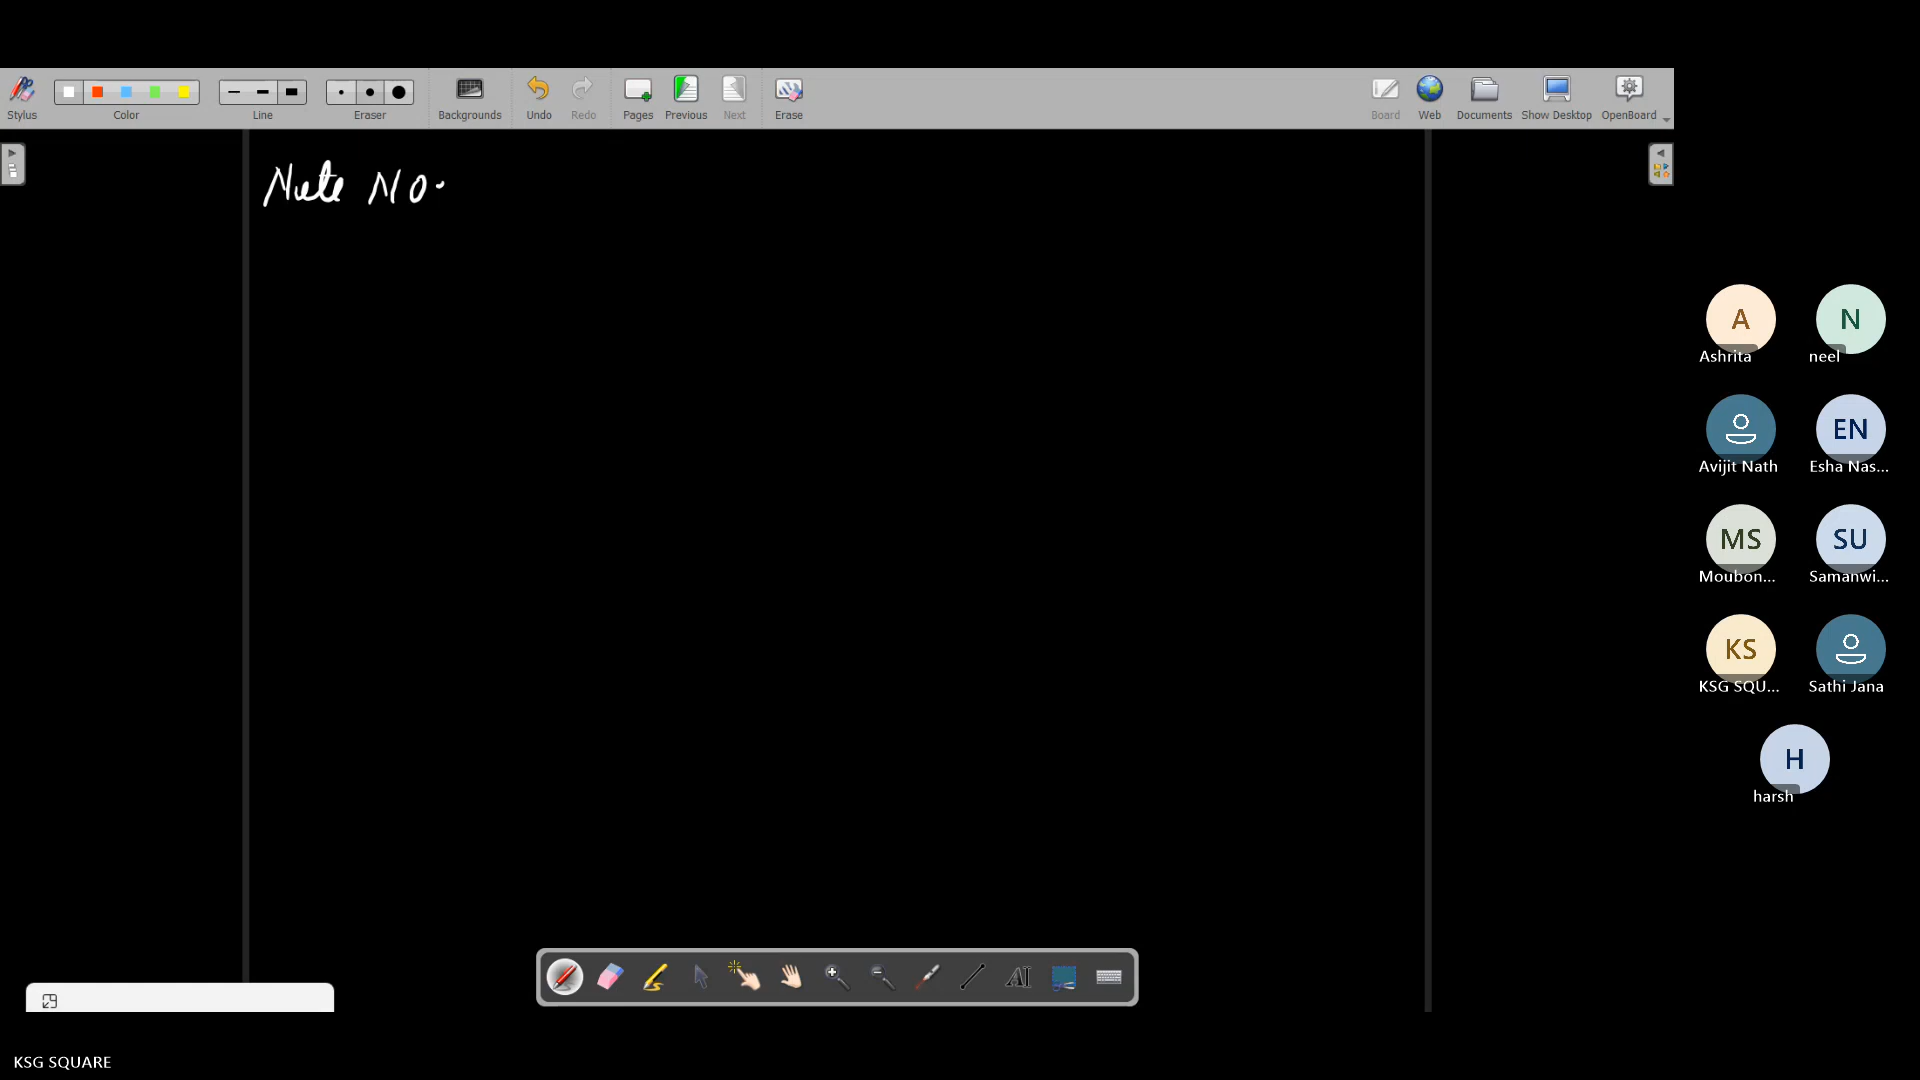 Stylus Color Line Eraser Backgrounds Undo Redo Pages Previous Next Erase Board Web Documents Show Desktop OpenBoard
Note NO.
A N
Ashrita neel
EN
Avijit Nath Esha Nas...
MS SU
Moubon... Samanwi...
KS
KSG SQU... Sathi Jana
H
harsh
AI
KSG SQUARE